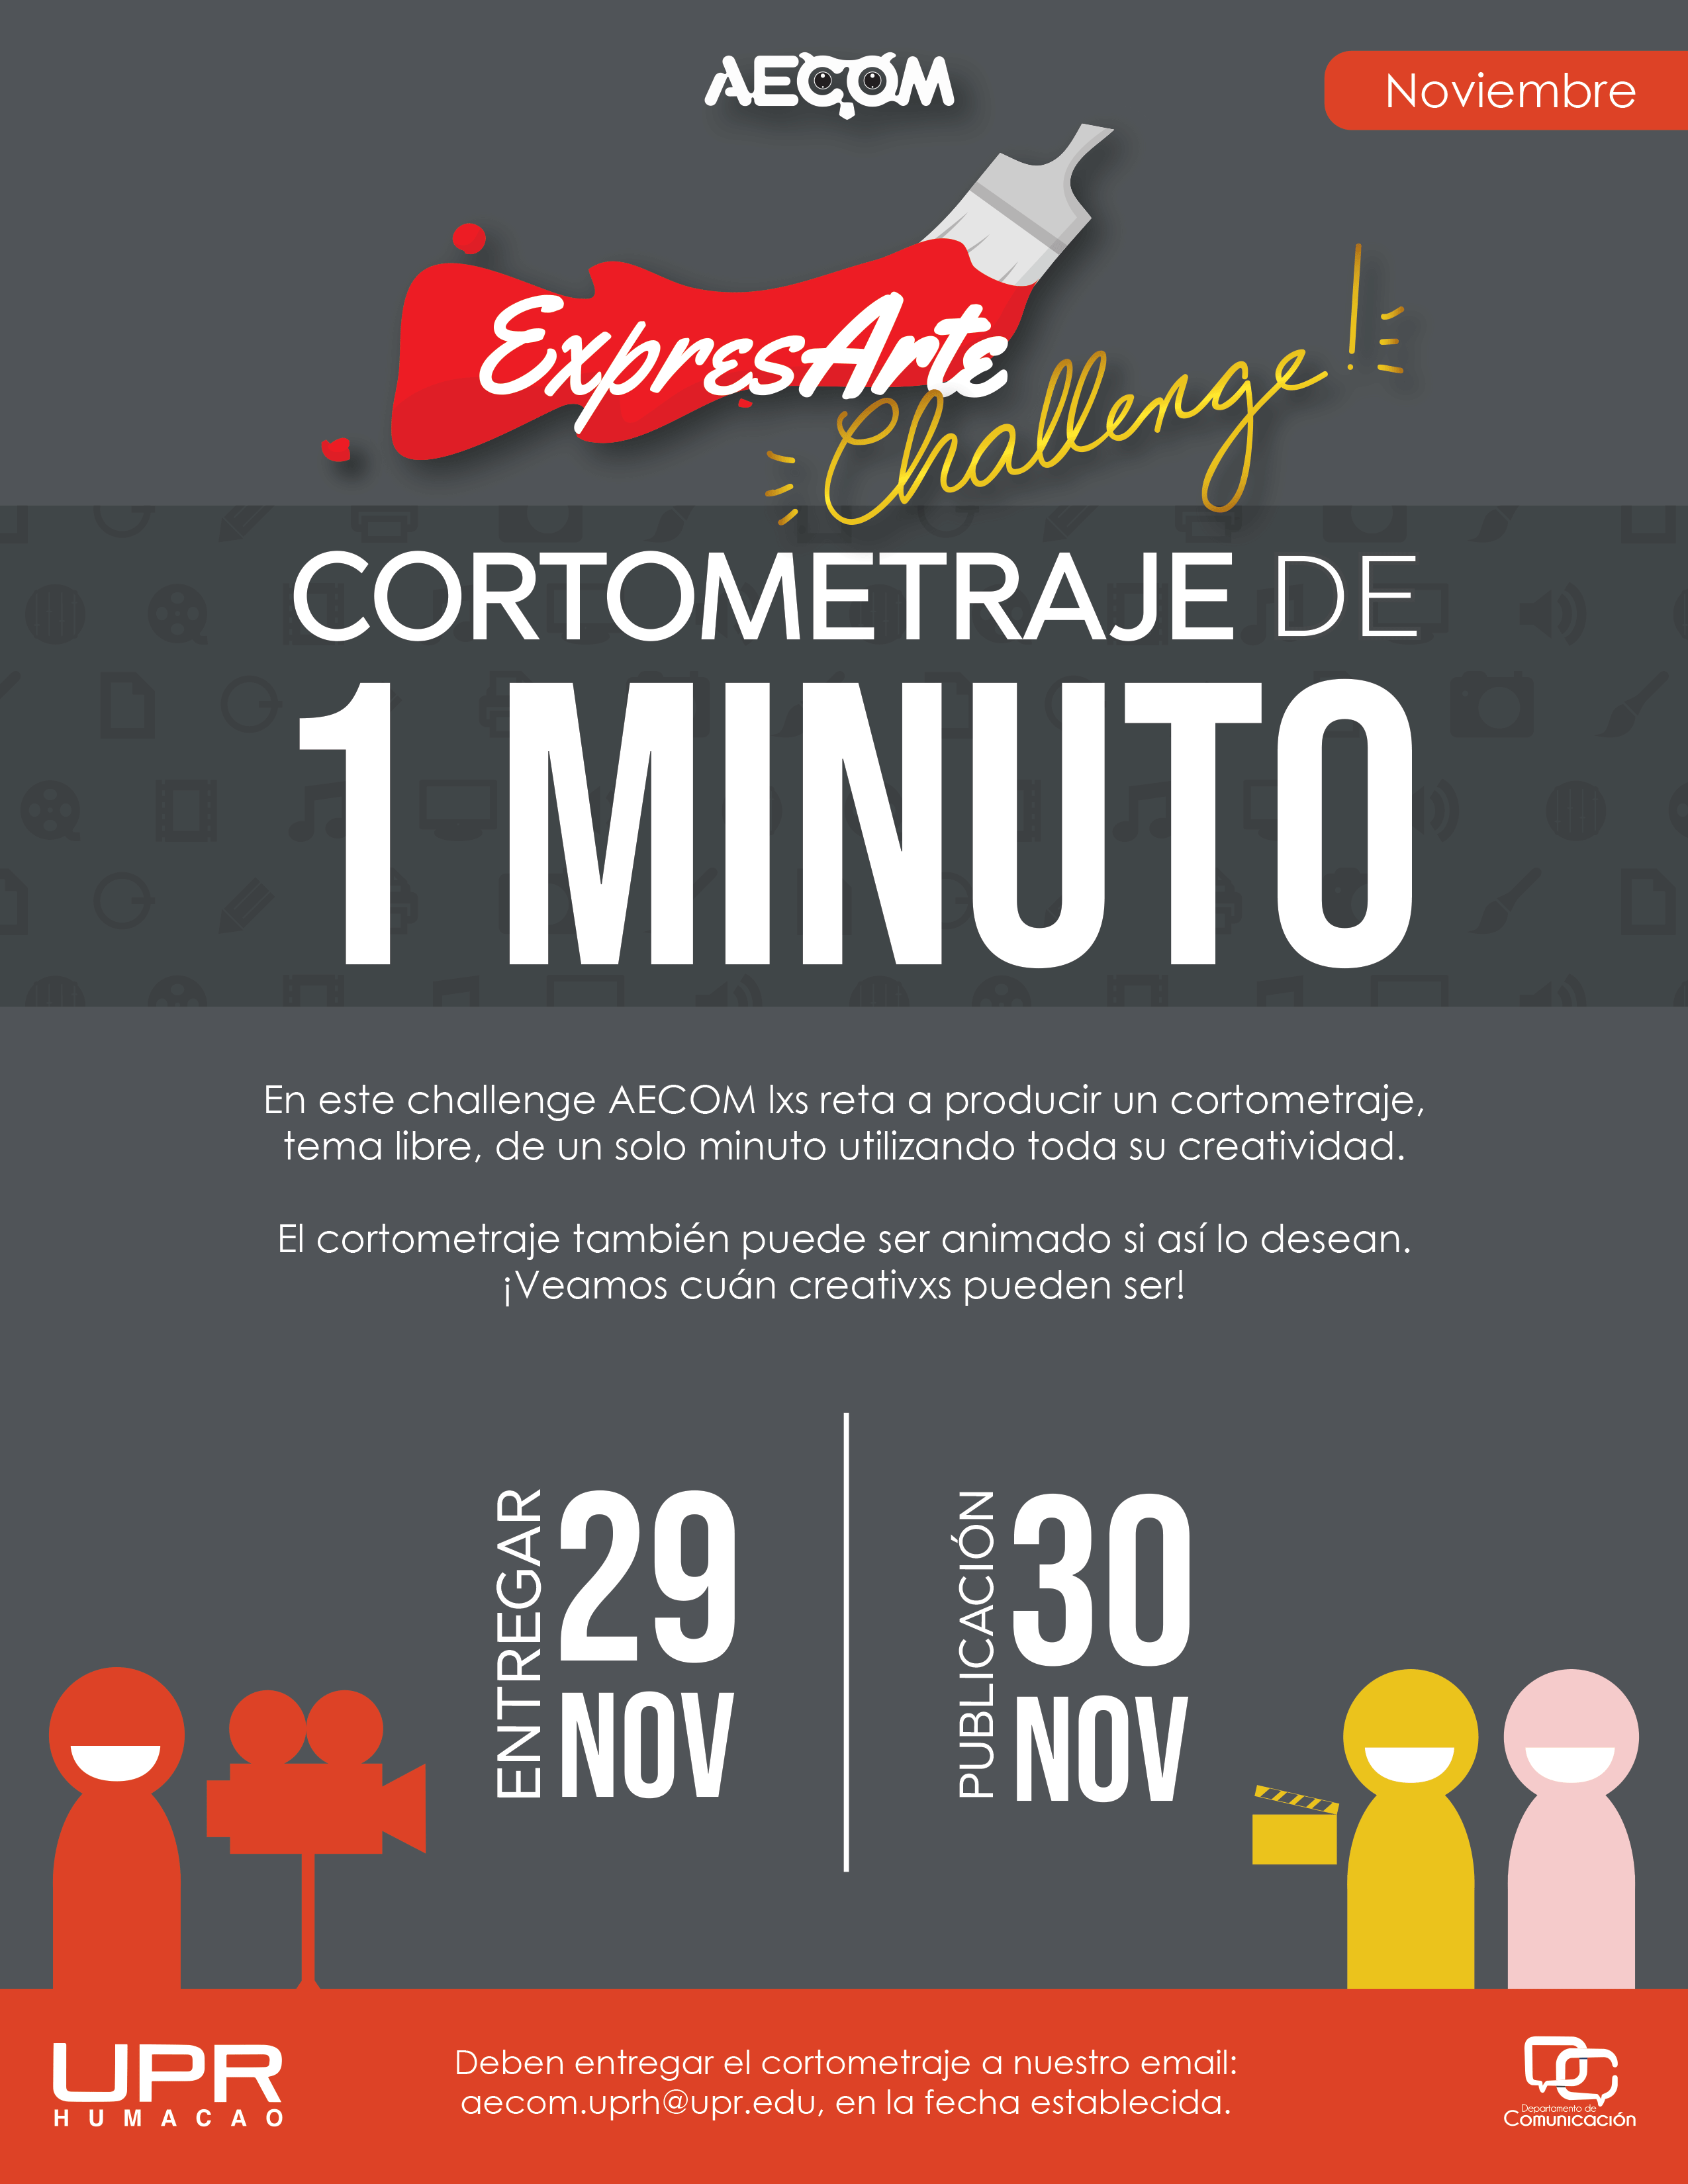 AECOM
Noviembre
ExpresArte
Challenge!
CORTOMETRAJE DE
1 MINUTO
En este challenge AECOM lxs reta a producir un cortometraje,
tema libre, de un solo minuto utilizando toda su creatividad.
El cortometraje también puede ser animado si así lo desean.
¡Veamos cuán creativxs pueden ser!
ENTREGAR
29
NOV
PUBLICACIÓN
30
NOV
UPR
HUMACAO
Deben entregar el cortometraje a nuestro email:
aecom.uprh@upr.edu, en la fecha establecida.
Departamento de
Comunicación